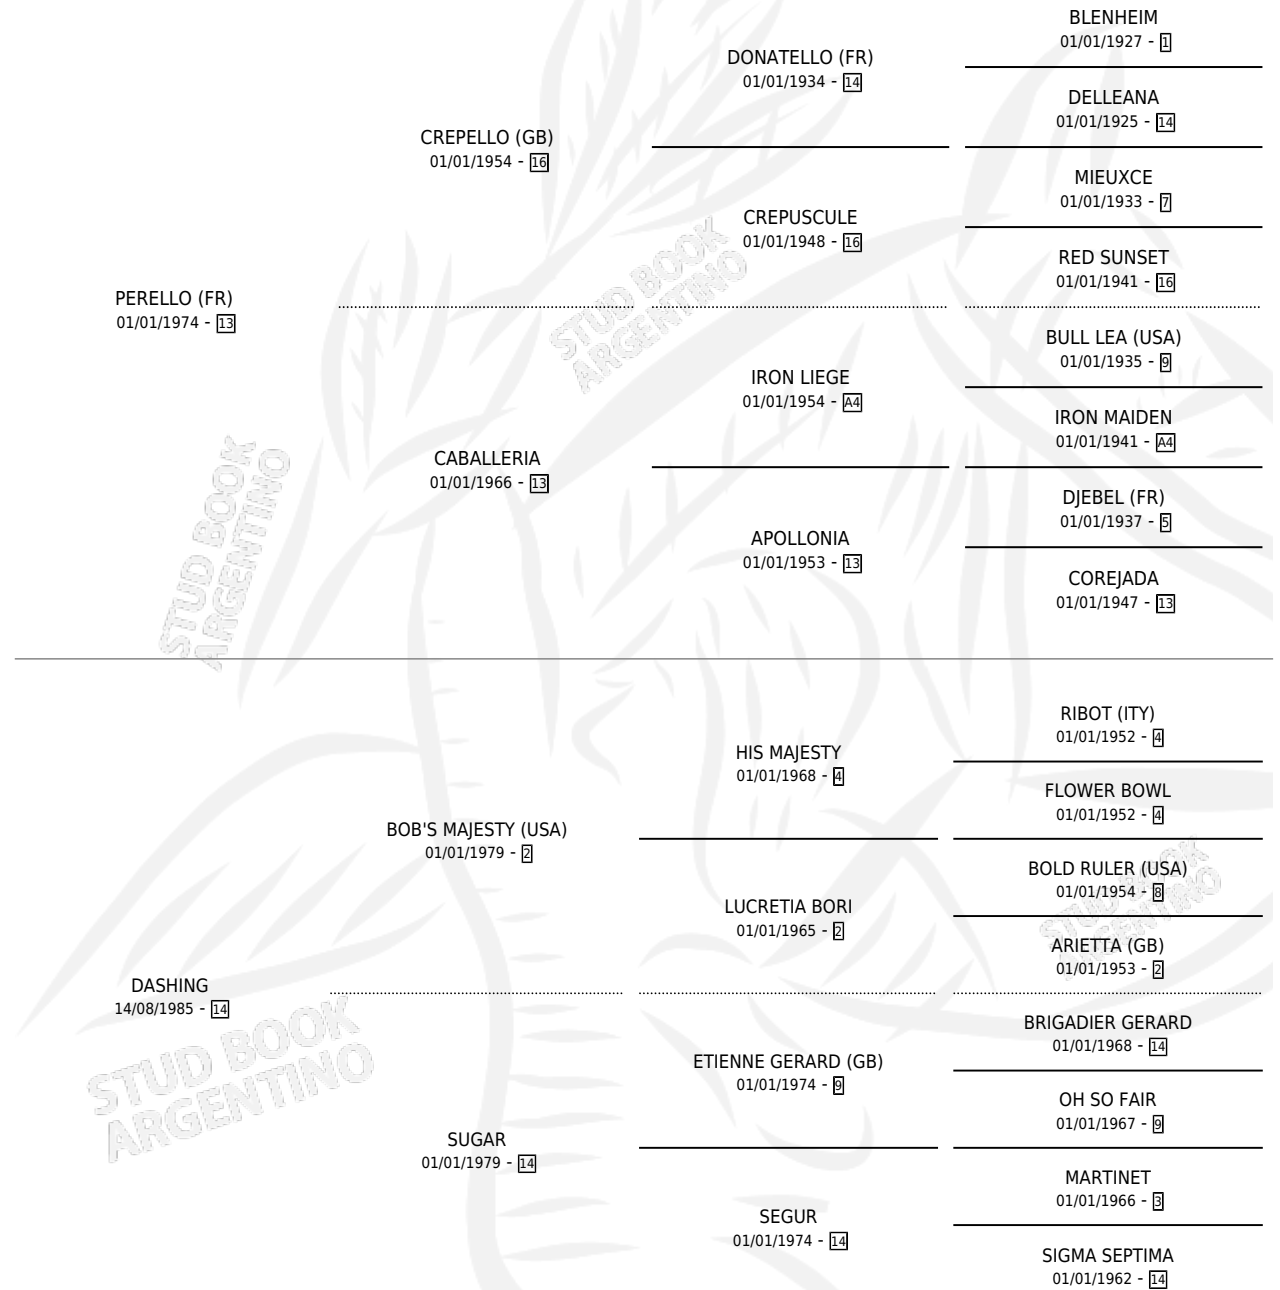 BLENHEIM
01/01/1927 - 1
DONATELLO (FR)
01/01/1934 - 14
DELLEANA
01/01/1925 - 14
CREPELLO (GB)
01/01/1954 - 16
MIEUXCE
01/01/1933 - 7
CREPUSCULE
01/01/1948 - 16
RED SUNSET
01/01/1941 - 16
PERELLO (FR)
01/01/1974 - 13
BULL LEA (USA)
01/01/1935 - 9
IRON LIEGE
01/01/1954 - A4
IRON MAIDEN
01/01/1941 - A4
CABALLERIA
01/01/1966 - 13
DJEBEL (FR)
01/01/1937 - 5
APOLLONIA
01/01/1953 - 13
COREJADA
01/01/1947 - 13
STUD BOOK
ARGENTINO
STUD BOOK
ARGENTINO
RIBOT (ITY)
01/01/1952 - 4
HIS MAJESTY
01/01/1968 - 4
FLOWER BOWL
01/01/1952 - 4
BOB'S MAJESTY (USA)
01/01/1979 - 2
BOLD RULER (USA)
01/01/1954 - 8
LUCRETIA BORI
01/01/1965 - 2
ARIETTA (GB)
01/01/1953 - 2
STUD BOOK
ARGENTINO
DASHING
14/08/1985 - 14
BRIGADIER GERARD
01/01/1968 - 14
ETIENNE GERARD (GB)
01/01/1974 - 9
OH SO FAIR
01/01/1967 - 9
STUD BOOK
ARGENTINO
SUGAR
01/01/1979 - 14
MARTINET
01/01/1966 - 3
SEGUR
01/01/1974 - 14
SIGMA SEPTIMA
01/01/1962 - 14